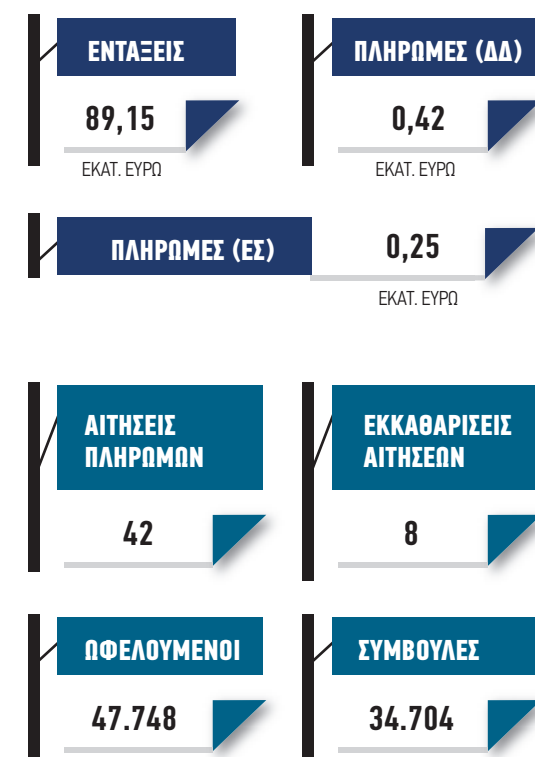 ΕΝΤΑΞΕΙΣ
89,15
ΕΚΑΤ. ΕΥΡΩ
ΠΛΗΡΩΜΕΣ (ΔΔ)
0,42
ΕΚΑΤ. ΕΥΡΩ
ΠΛΗΡΩΜΕΣ (ΕΣ)
0,25
ΕΚΑΤ. ΕΥΡΩ
ΑΙΤΗΣΕΙΣ
ΠΛΗΡΩΜΩΝ
42
ΕΚΚΑΘΑΡΙΣΕΙΣ
ΑΙΤΗΣΕΩΝ
8
ΩΦΕΛΟΥΜΕΝΟΙ
47.748
ΣΥΜΒΟΥΛΕΣ
34.704